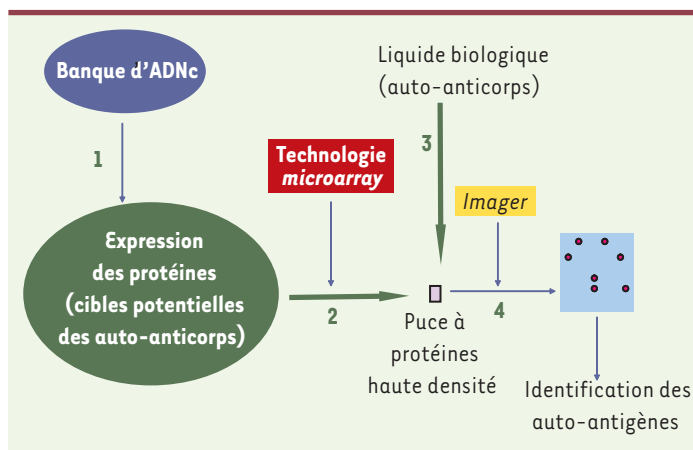 Banque d'ADNc
Liquide biologique
(auto-anticorps)
1
3
Technologie
microarray
Imager
Expression
des protéines
(cibles potentielles
des auto-anticorps)
2
4
Puce à
protéines
haute densité
Identification des
auto-antigènes